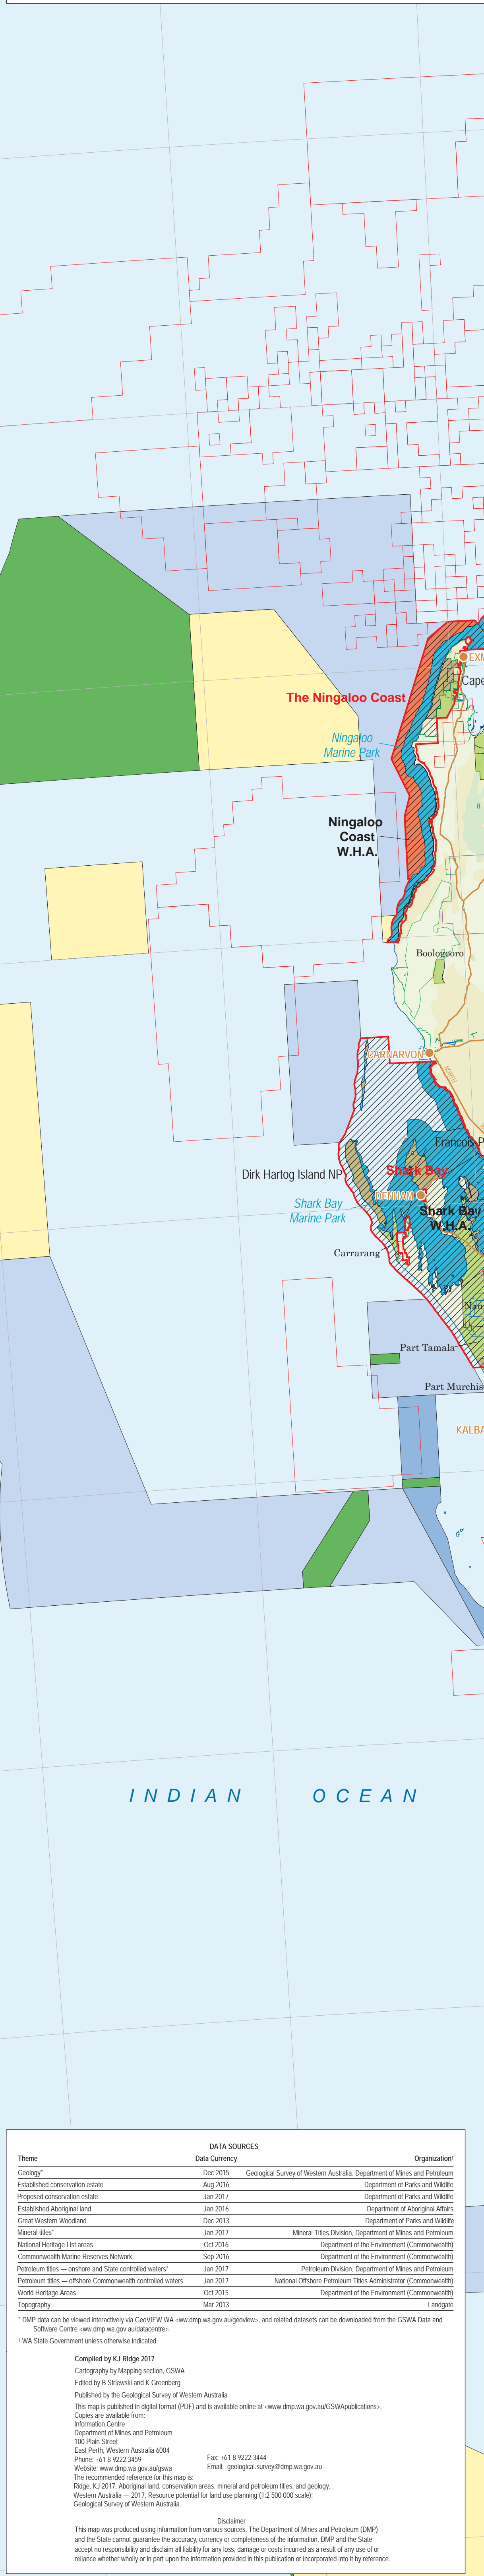 EXM
Cape
The Ningaloo Coast
Ningaloo
Marine Park
Ningaloo
Coast
W.H.A.
Boologooro
CARNARVON
NORTH
Francois P
Dirk Hartog Island NP
Shark Bay
DENHAM
Shark Bay
Marine Park
Shark Bay
W.H.A.
Carrarang
Nan
Part Tamala
Part Murchis
KALBA
INDIAN OCEAN
DATA SOURCES
Theme Data Currency Organization†
Geology* Dec 2015 Geological Survey of Western Australia, Department of Mines and Petroleum
Established conservation estate Aug 2016 Department of Parks and Wildlife
Proposed conservation estate Jan 2017 Department of Parks and Wildlife
Established Aboriginal land Jan 2016 Department of Aboriginal Affairs
Great Western Woodland Dec 2013 Department of Parks and Wildlife
Mineral titles* Jan 2017 Mineral Titles Division, Department of Mines and Petroleum
National Heritage List areas Oct 2016 Department of the Environment (Commonwealth)
Commonwealth Marine Reserves Network Sep 2016 Department of the Environment (Commonwealth)
Petroleum titles — onshore and State controlled waters* Jan 2017 Petroleum Division, Department of Mines and Petroleum
Petroleum titles — offshore Commonwealth controlled waters Jan 2017 National Offshore Petroleum Titles Administrator (Commonwealth)
World Heritage Areas Oct 2015 Department of the Environment (Commonwealth)
Topography Mar 2013 Landgate
* DMP data can be viewed interactively via GeoVIEW.WA <ww.dmp.wa.gov.au/geoview>, and related datasets can be downloaded from the GSWA Data and
Software Centre <ww.dmp.wa.gov.au/datacentre>.
† WA State Government unless otherwise indicated
Compiled by KJ Ridge 2017
Cartography by Mapping section, GSWA
Edited by B Striewski and K Greenberg
Published by the Geological Survey of Western Australia
This map is published in digital format (PDF) and is available online at <www.dmp.wa.gov.au/GSWApublications>.
Copies are available from:
Information Centre
Department of Mines and Petroleum
100 Plain Street
East Perth, Western Australia 6004
Phone: +61 8 9222 3459 Fax: +61 8 9222 3444
Website: www.dmp.wa.gov.au/gswa Email: geological.survey@dmp.wa.gov.au
The recommended reference for this map is:
Ridge, KJ 2017, Aboriginal land, conservation areas, mineral and petroleum titles, and geology,
Western Australia — 2017, Resource potential for land use planning (1:2 500 000 scale):
Geological Survey of Western Australia.
Disclaimer
This map was produced using information from various sources. The Department of Mines and Petroleum (DMP)
and the State cannot guarantee the accuracy, currency or completeness of the information. DMP and the State
accept no responsibility and disclaim all liability for any loss, damage or costs incurred as a result of any use of or
reliance whether wholly or in part upon the information provided in this publication or incorporated into it by reference.